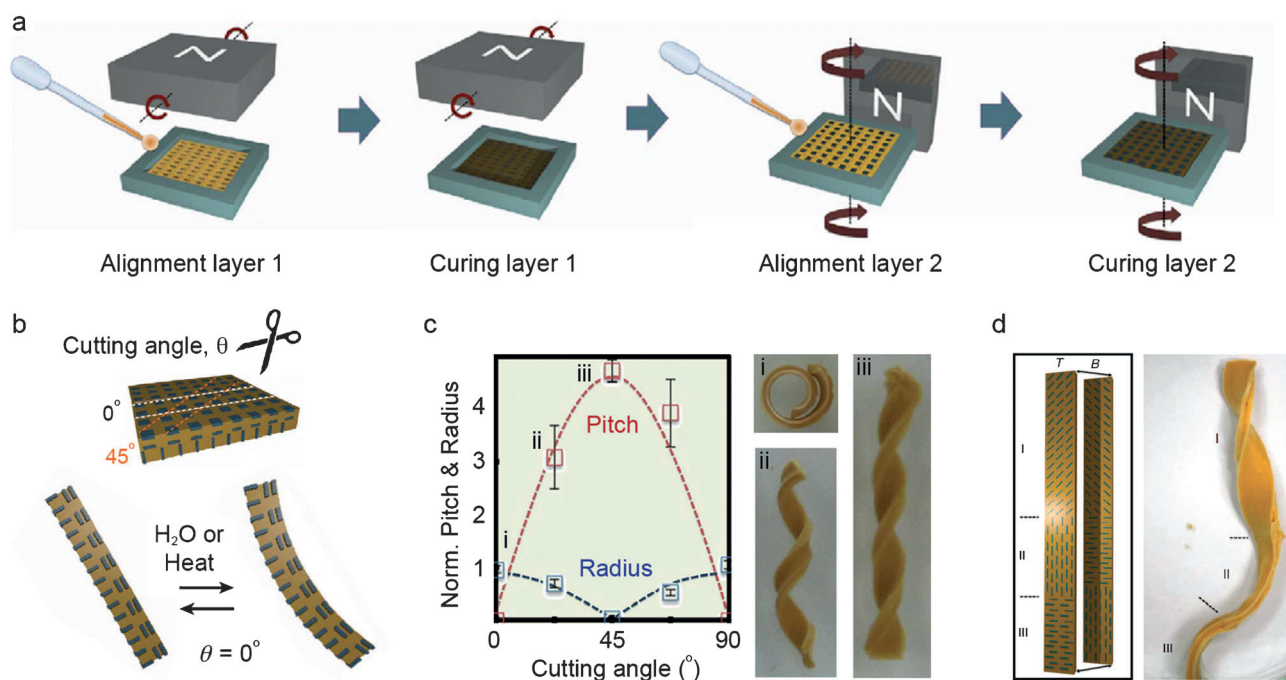 a
N
N
N
N
Alignment layer 1
Curing layer 1
Alignment layer 2
Curing layer 2
b
Cutting angle, θ
0°
45°
H₂O or
Heat
θ = 0°
c
Norm. Pitch & Radius
4
3
2
1
0
45
90
Cutting angle (°)
iii
Pitch
ii
i
Radius
i
ii
iii
d
T
B
I
II
III
I
II
III